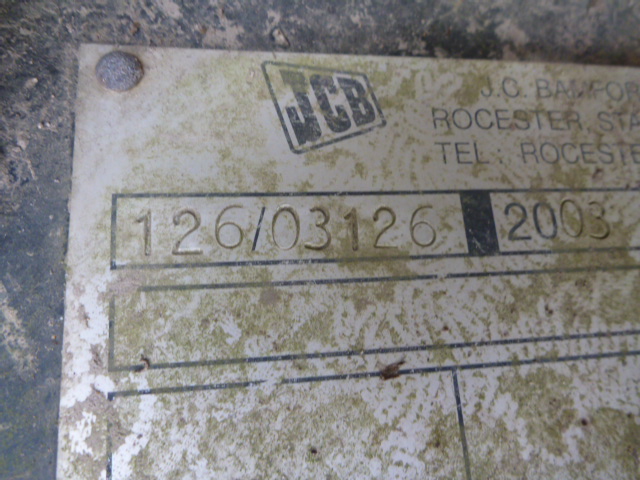 JCB
J.C. BAMFOR
ROCESTER STA
TEL: ROCESTE
126/03126 2003